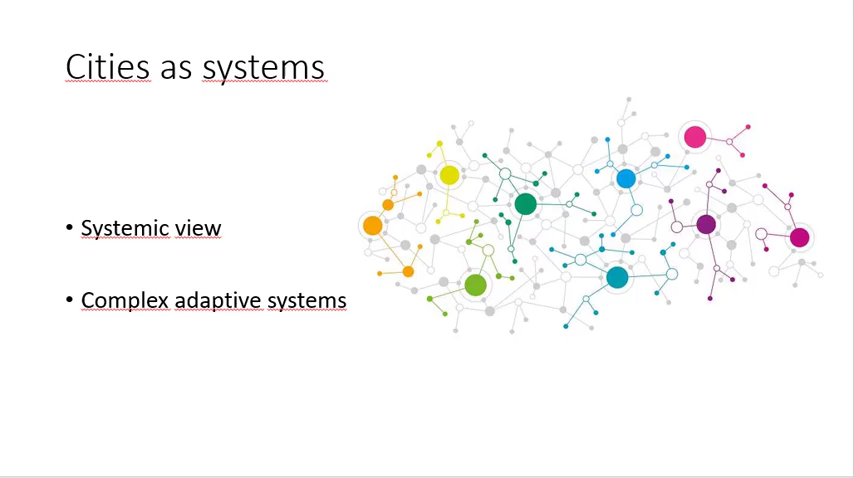 Cities as systems
• Systemic view
• Complex adaptive systems